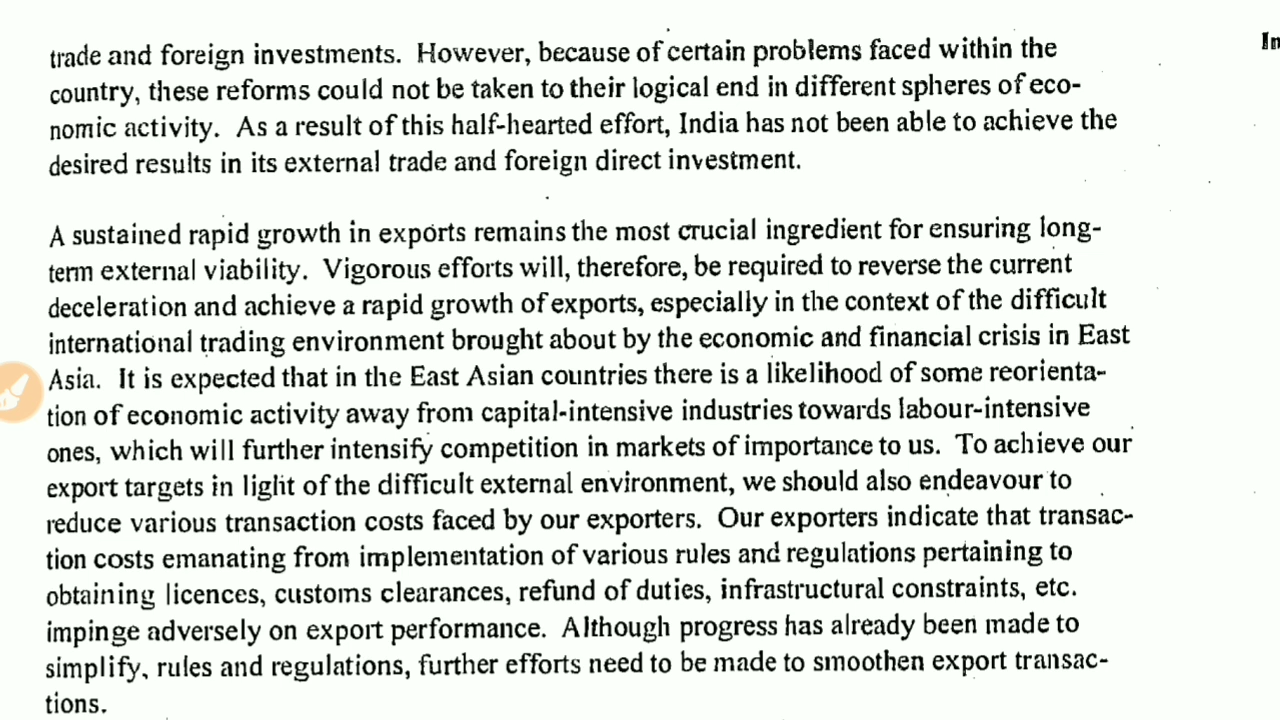 trade and foreign investments. However, because of certain problems faced within the
country, these reforms could not be taken to their logical end in different spheres of eco-
nomic activity. As a result of this half-hearted effort, India has not been able to achieve the
desired results in its external trade and foreign direct investment.
A sustained rapid growth in exports remains the most crucial ingredient for ensuring long-
term external viability. Vigorous efforts will, therefore, be required to reverse the current
deceleration and achieve a rapid growth of exports, especially in the context of the difficult
international trading environment brought about by the economic and financial crisis in East
Asia. It is expected that in the East Asian countries there is a likelihood of some reorienta-
tion of economic activity away from capital-intensive industries towards labour-intensive
ones, which will further intensify competition in markets of importance to us. To achieve our
export targets in light of the difficult external environment, we should also endeavour to
reduce various transaction costs faced by our exporters. Our exporters indicate that transac-
tion costs emanating from implementation of various rules and regulations pertaining to
obtaining licences, customs clearances, refund of duties, infrastructural constraints, etc.
impinge adversely on export performance. Although progress has already been made to
simplify, rules and regulations, further efforts need to be made to smoothen export transac-
tions.